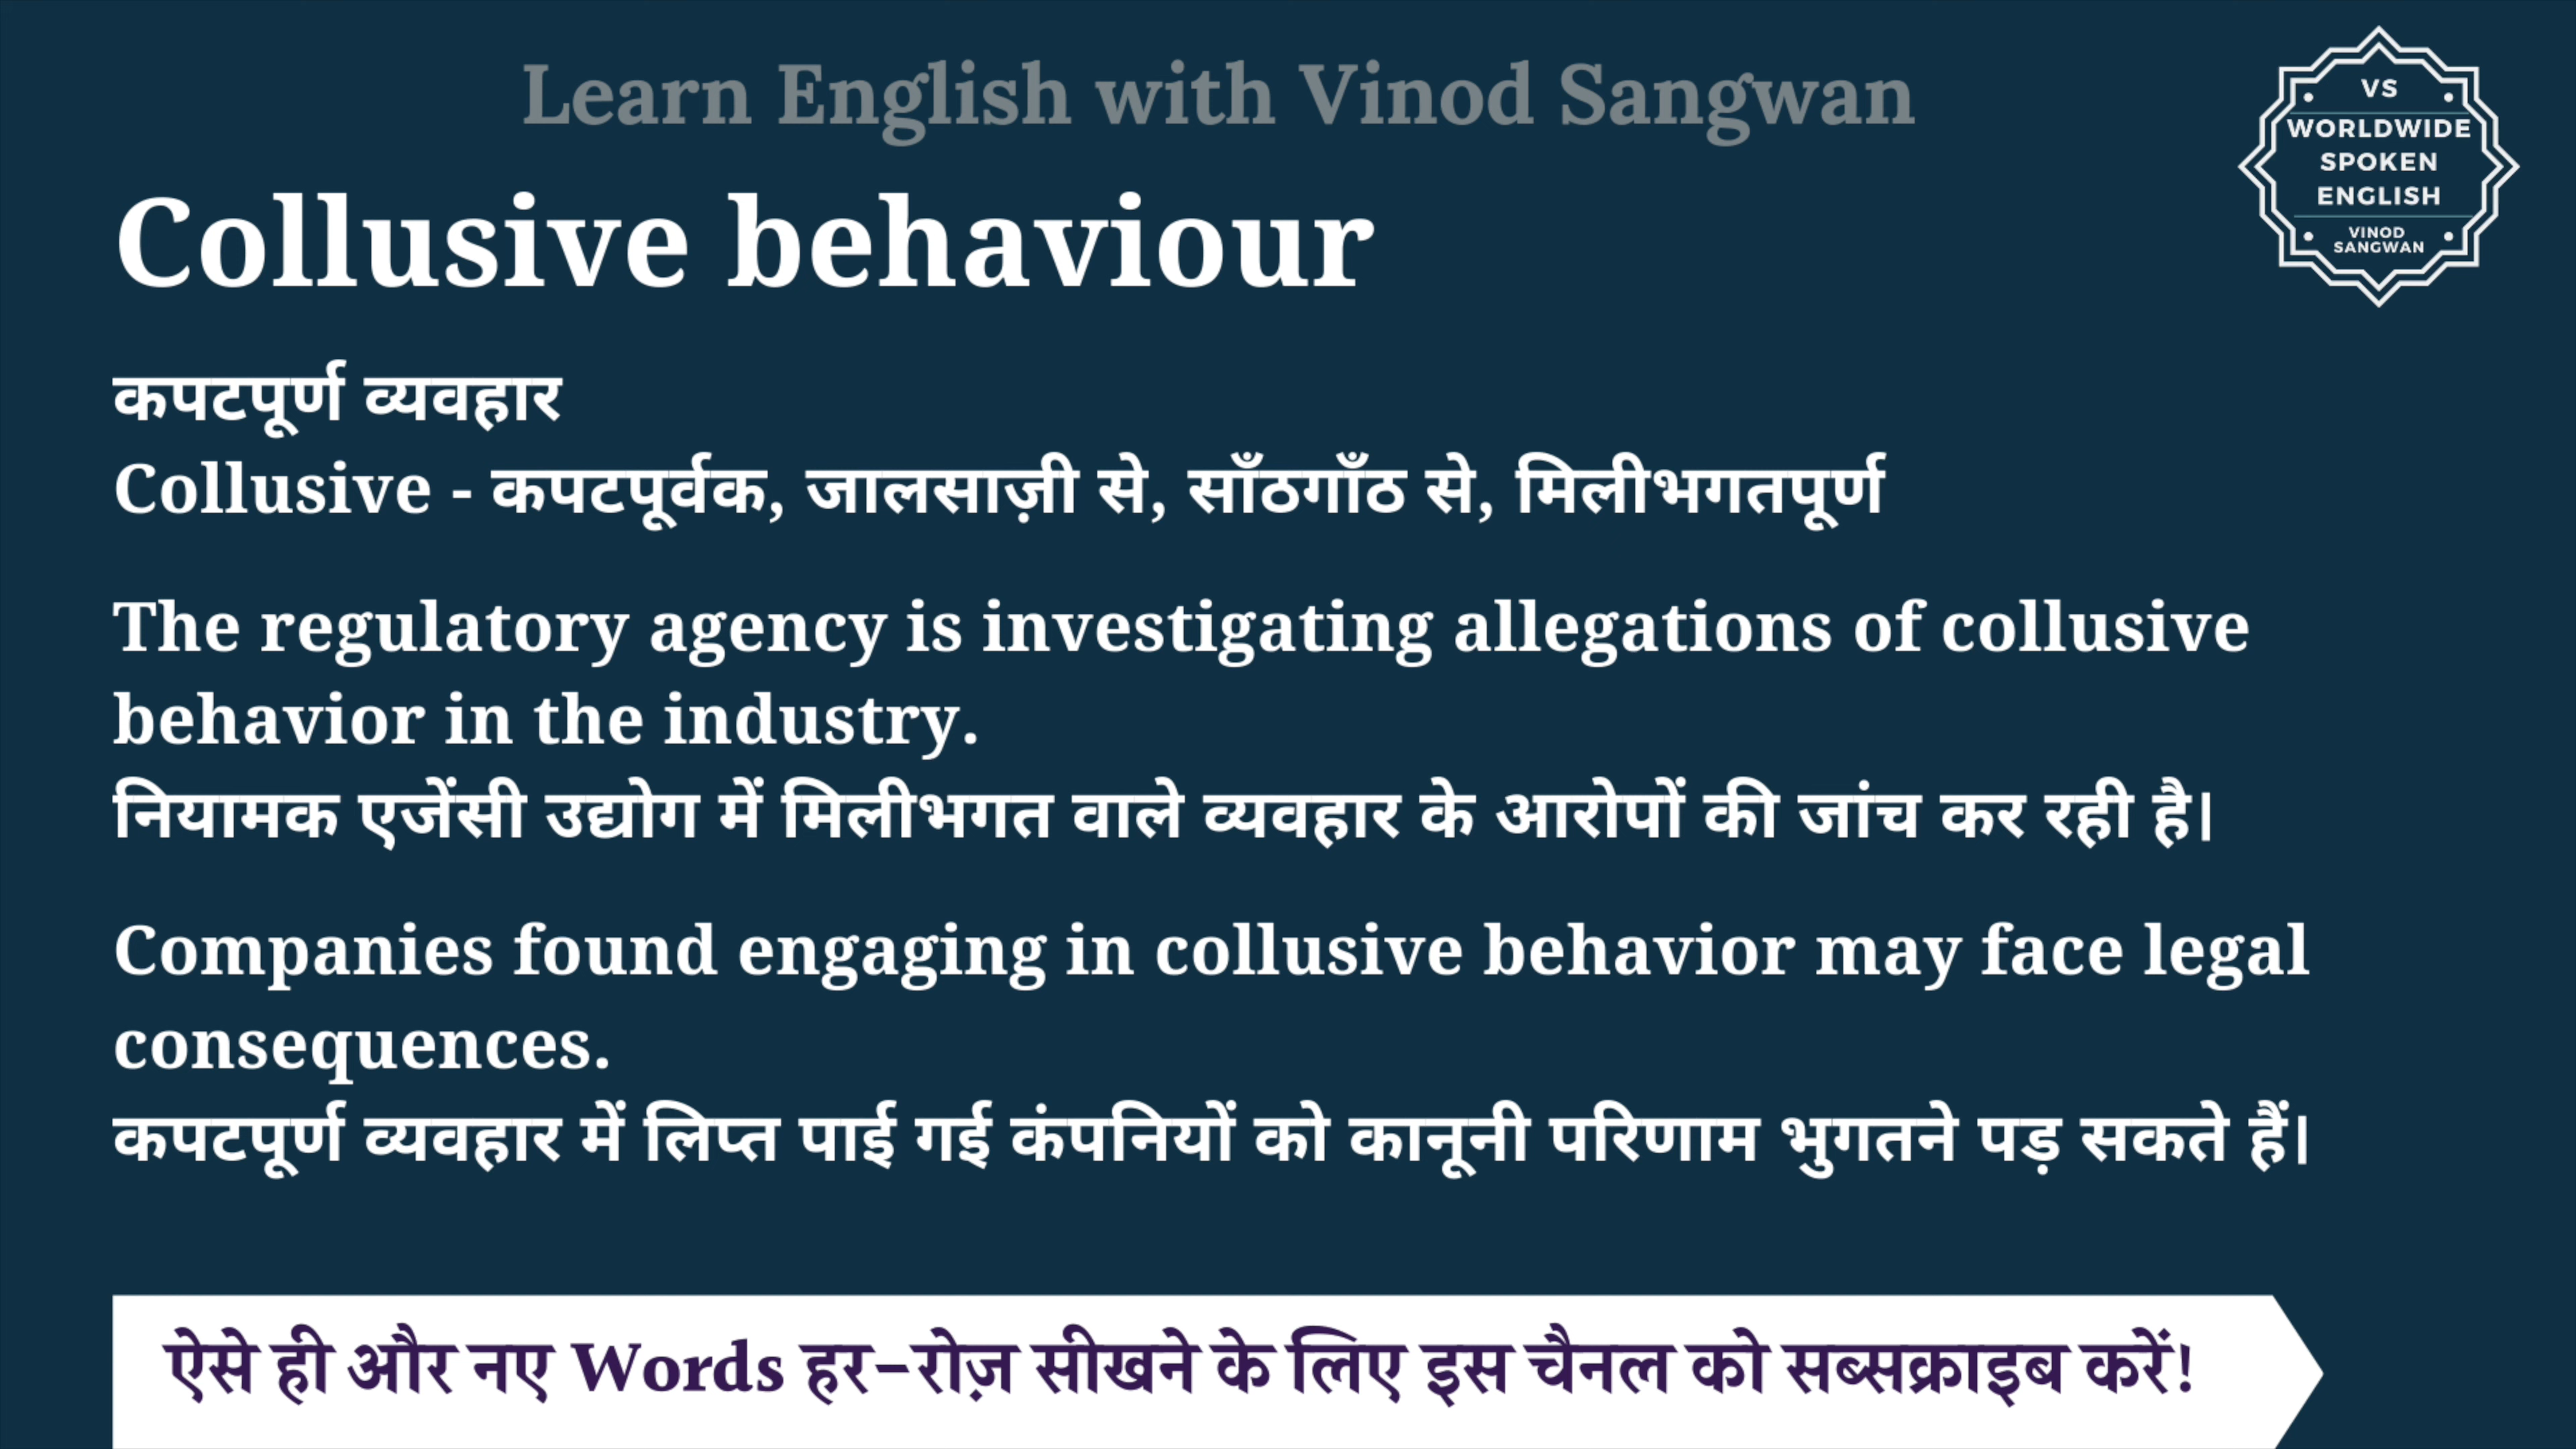 Learn English with Vinod Sangwan
VS
WORLDWIDE
SPOKEN
ENGLISH
VINOD
SANGWAN
Collusive behaviour
कपटपूर्ण व्यवहार
Collusive - कपटपूर्वक, जालसाज़ी से, साँठगाँठ से, मिलीभगतपूर्ण
The regulatory agency is investigating allegations of collusive
behavior in the industry.
नियामक एजेंसी उद्योग में मिलीभगत वाले व्यवहार के आरोपों की जांच कर रही है।
Companies found engaging in collusive behavior may face legal
consequences.
कपटपूर्ण व्यवहार में लिप्त पाई गई कंपनियों को कानूनी परिणाम भुगतने पड़ सकते हैं।
ऐसे ही और नए Words हर-रोज़ सीखने के लिए इस चैनल को सब्सक्राइब करें!